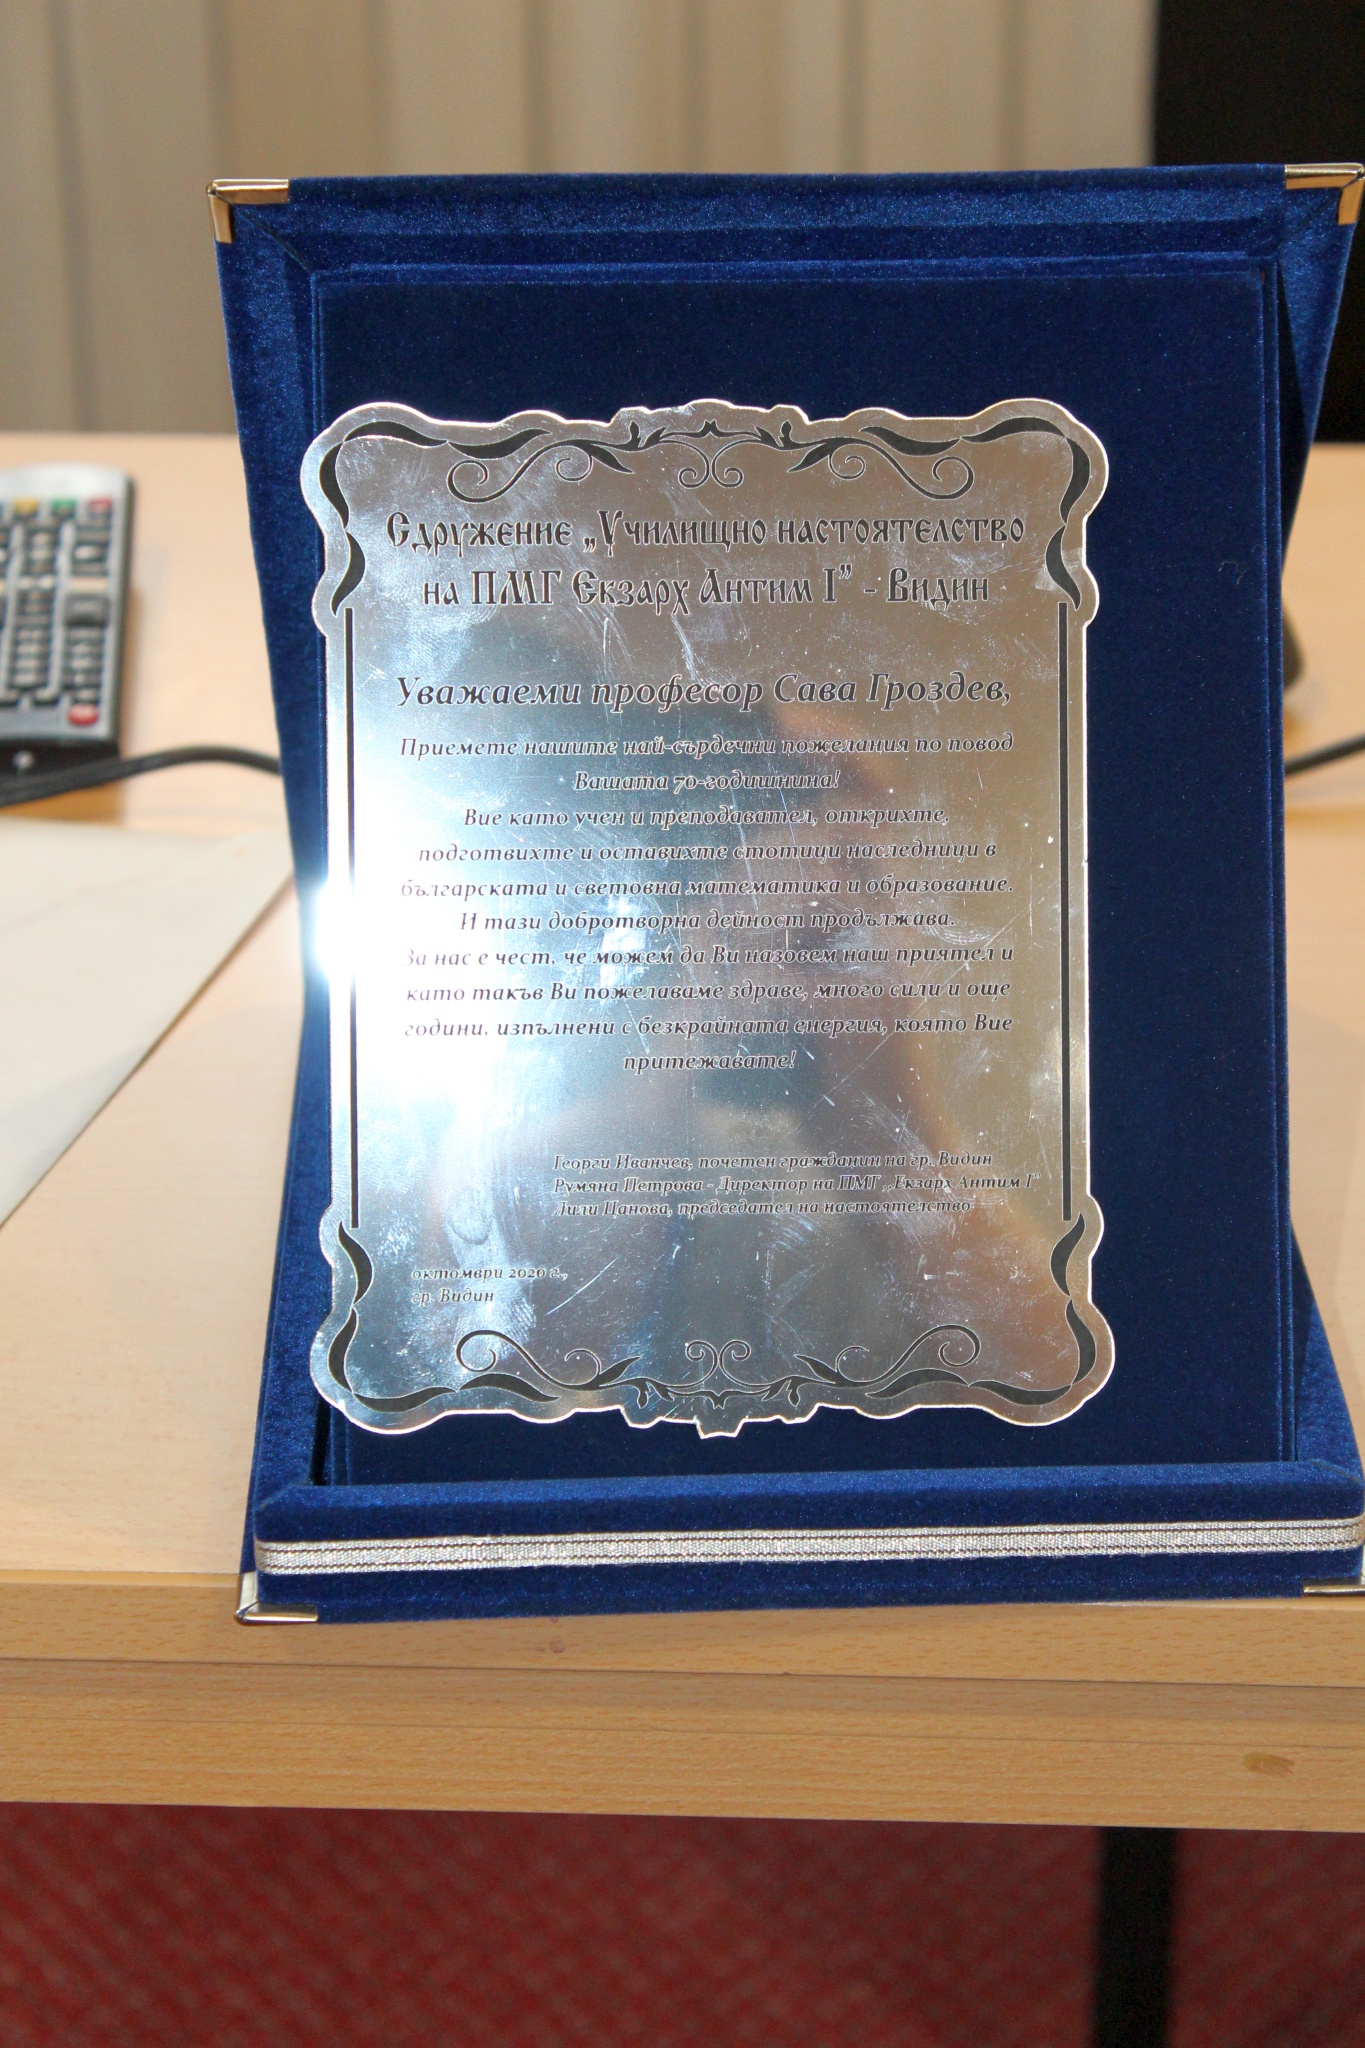 Сдружение „Училищно настоятелство
на ПМГ Екзарх Антим I” - Видин
Уважаеми професор Сава Гроздев,
Приемете нашите най-сърдечни пожелания по повод
Вашата 70-годишнина!
Вие като учен и преподавател, открихте,
подготвихте и оставихте стотици наследници в
българската и световна математика и образование.
И тази добротворна дейност продължава.
За нас е чест, че можем да Ви назовем наш приятел и
като такъв Ви пожелаваме здраве, много сили и още
години, изпълнени с безкрайната енергия, която Вие
притежавате!
Георги Иванчев, почетен гражданин на гр. Видин
Румяна Петрова - Директор на ПМГ „Екзарх Антим I”
Лили Цанова, председател на настоятелство
октомври 2020 г.,
гр. Видин